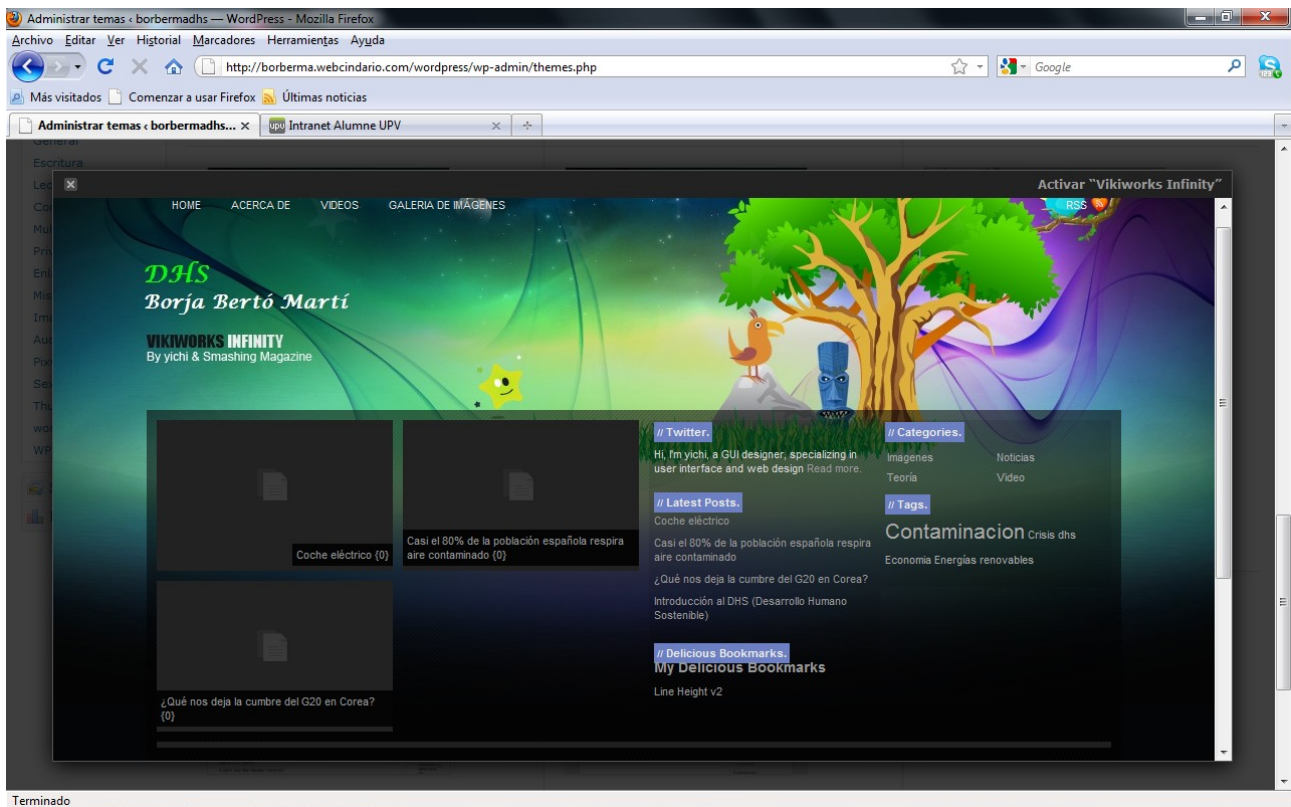 Administrar temas ‹ borbermadhs — WordPress - Mozilla Firefox
Archivo Editar Ver Historial Marcadores Herramientas Ayuda
http://borberma.webcindario.com/wordpress/wp-admin/themes.php
Google
Más visitados Comenzar a usar Firefox Últimas noticias
Administrar temas ‹ borbermadhs... Intranet Alumne UPV
General
Escritura
Activar “Vikiworks Infinity”
HOME ACERCA DE VIDEOS GALERIA DE IMÁGENES RSS
DHS
Borja Bertó Martí
VIKIWORKS INFINITY
By yichi & Smashing Magazine
Coche eléctrico {0}
Casi el 80% de la población española respira
aire contaminado {0}
¿Qué nos deja la cumbre del G20 en Corea?
{0}
// Twitter.
Hi, I'm yichi, a GUI designer, specializing in
user interface and web design Read more.
// Latest Posts.
Coche eléctrico
Casi el 80% de la población española respira
aire contaminado
¿Qué nos deja la cumbre del G20 en Corea?
Introducción al DHS (Desarrollo Humano
Sostenible)
// Delicious Bookmarks.
My Delicious Bookmarks
Line Height v2
// Categories.
Imagenes Noticias
Teoría Video
// Tags.
Contaminacion Crisis dhs
Economia Energías renovables
Terminado